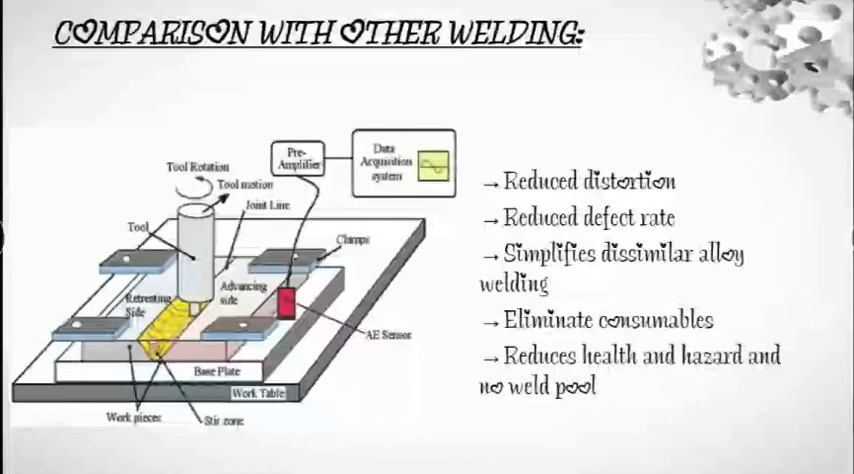 COMPARISON WITH OTHER WELDING:
Pre-
Amplifier
Data
Acquisition
system
Tool Rotation
Tool motion
Joint Line
Tool
Clamps
Retreating
Side
Advancing
side
AE Sensor
Base Plate
Work Table
Work pieces
Stir zone
→Reduced distortion
→Reduced defect rate
→Simplifies dissimilar alloy
welding
→Eliminate consumables
→Reduces health and hazard and
no weld pool